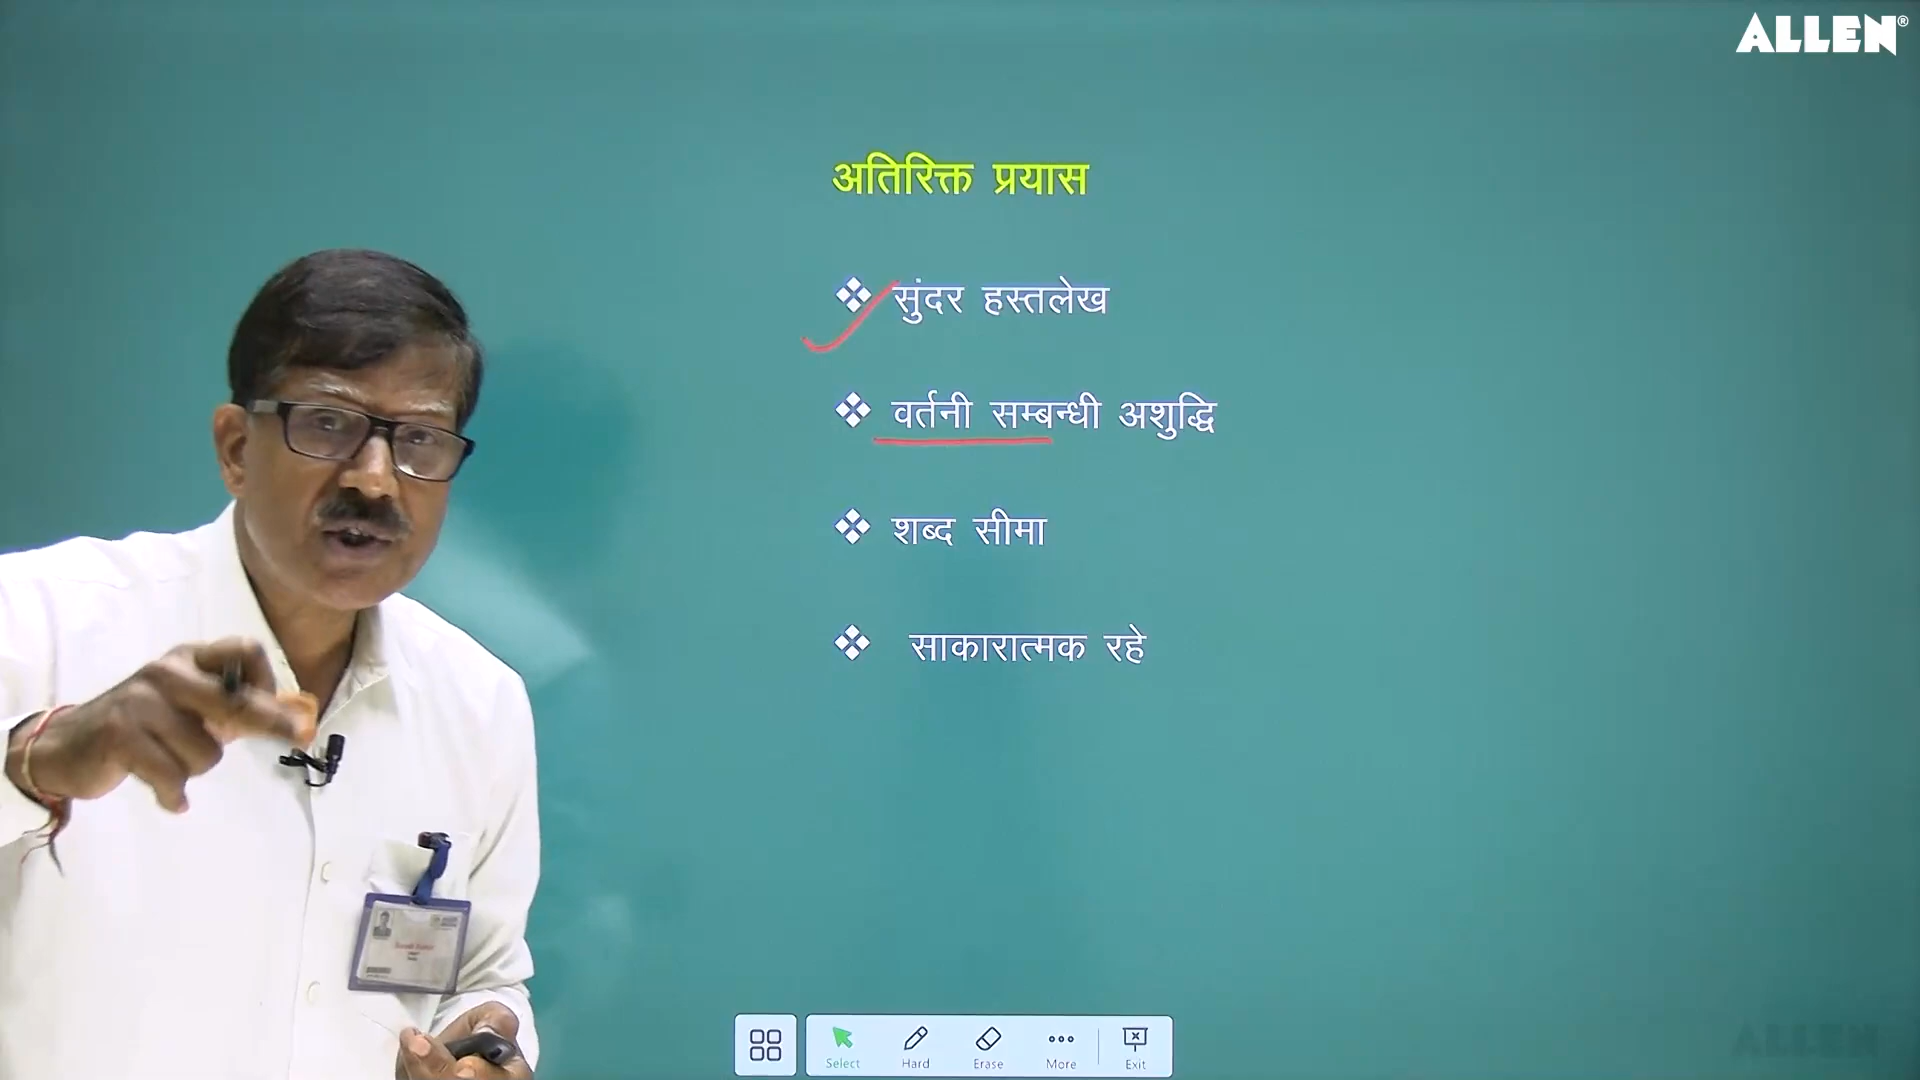 ALLEN®
अतिरिक्त प्रयास
❖ सुंदर हस्तलेख
❖ वर्तनी सम्बन्धी अशुद्धि
❖ शब्द सीमा
❖ साकारात्मक रहे
Select Hard Erase More Exit
ALLEN